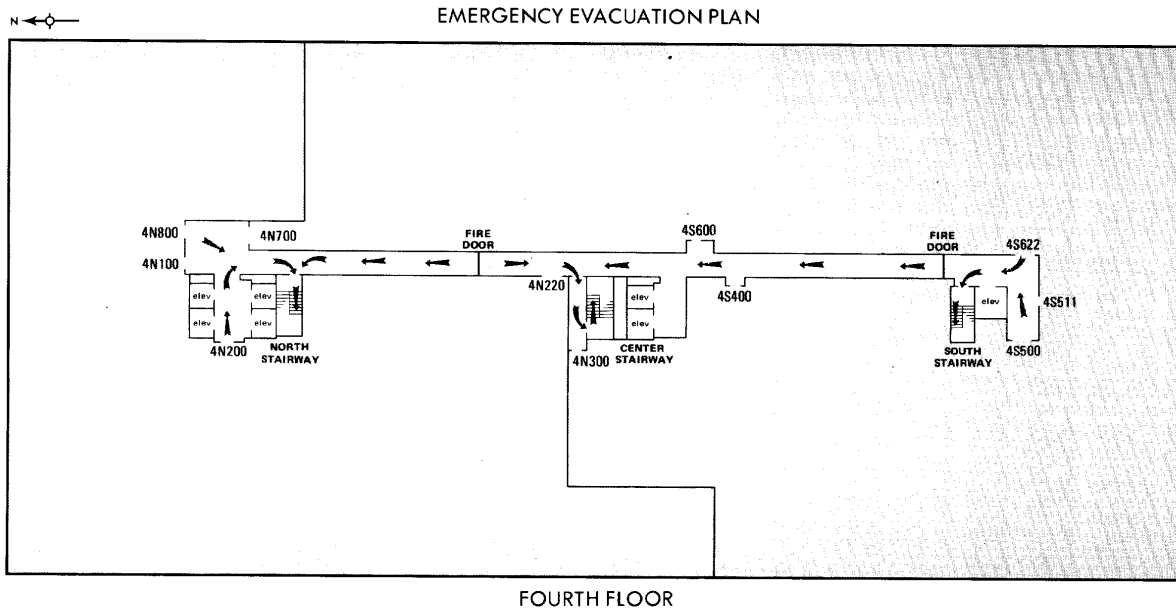 EMERGENCY EVACUATION PLAN
N
4N800
4N700
FIRE
DOOR
4S600
FIRE
DOOR
4S622
4N100
4N220
4S400
4S511
elev
elev
elev
elev
elev
elev
elev
4N200
NORTH
STAIRWAY
4N300
CENTER
STAIRWAY
SOUTH
STAIRWAY
4S500
FOURTH FLOOR